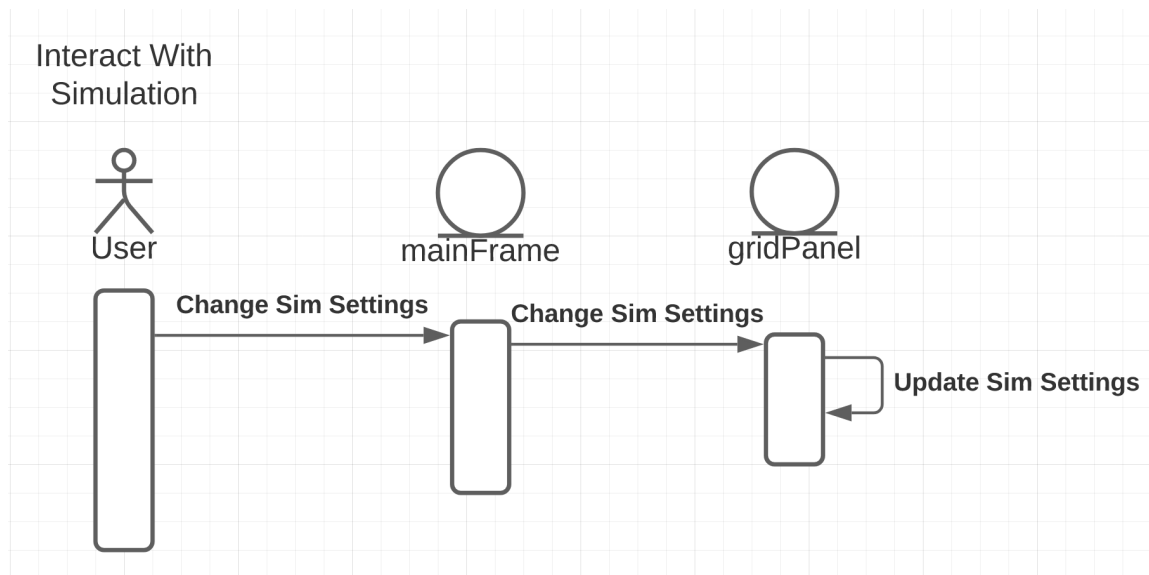 Interact With
Simulation
User
mainFrame
gridPanel
Change Sim Settings
Change Sim Settings
Update Sim Settings